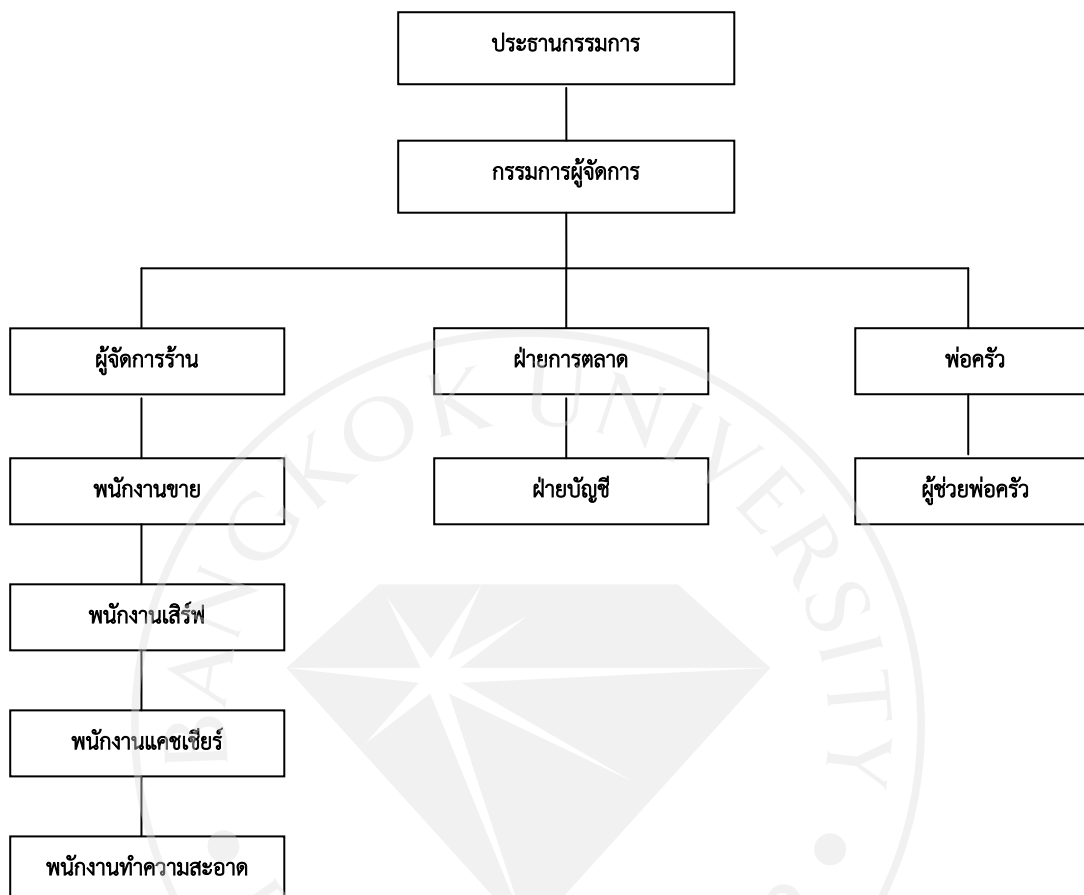 ประธานกรรมการ
กรรมการผู้จัดการ
ผู้จัดการร้าน
ฝ่ายการตลาด
พ่อครัว
พนักงานขาย
ฝ่ายบัญชี
ผู้ช่วยพ่อครัว
พนักงานเสิร์ฟ
พนักงานแคชเชียร์
พนักงานทำความสะอาด
BANGKOK UNIVERSITY